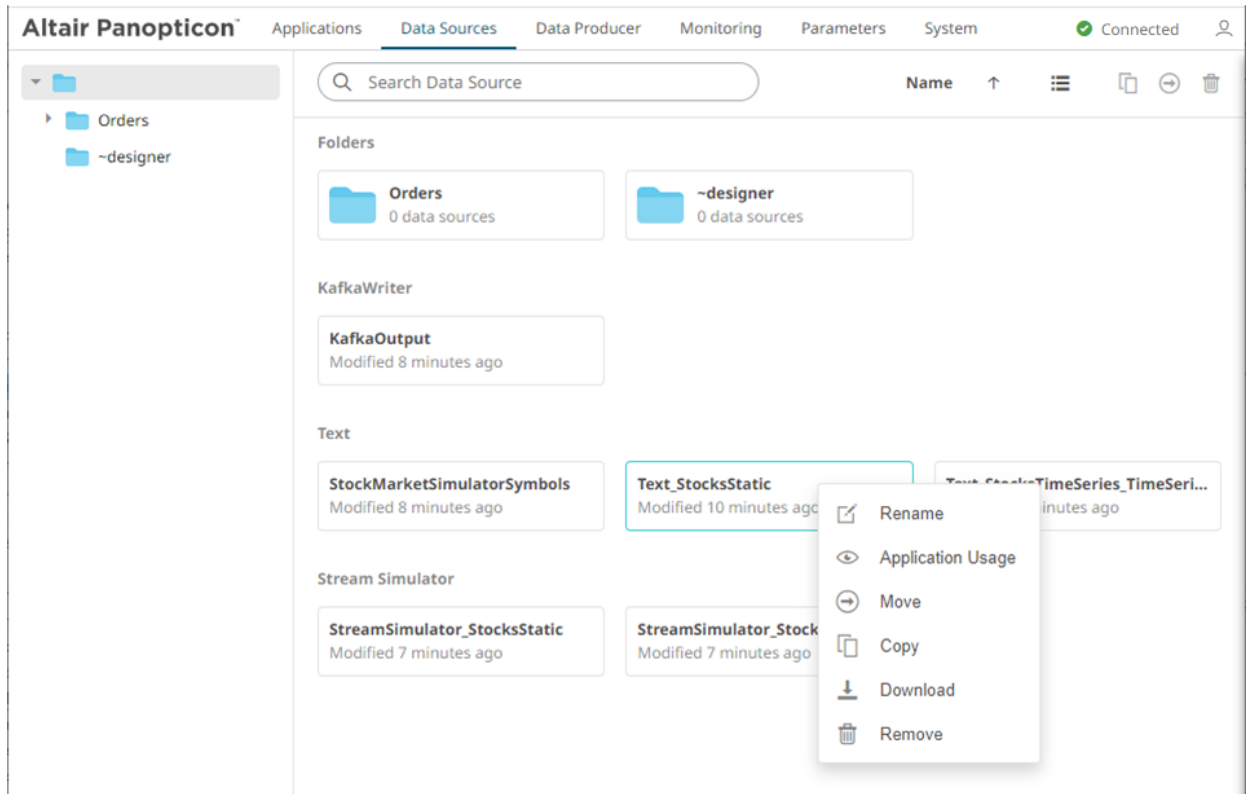 Altair Panopticon™
Applications Data Sources Data Producer Monitoring Parameters System Connected
Search Data Source Name
Orders
~designer
Folders
Orders ~designer
0 data sources 0 data sources
KafkaWriter
KafkaOutput
Modified 8 minutes ago
Text
StockMarketSimulatorSymbols Text_StocksStatic Text_StocksTimeSeries_TimeSeri...
Modified 8 minutes ago Modified 10 minutes ago inutes ago
Rename
Application Usage
Stream Simulator
Move
StreamSimulator_StocksStatic StreamSimulator_Stock
Modified 7 minutes ago Modified 7 minutes ago
Copy
Download
Remove